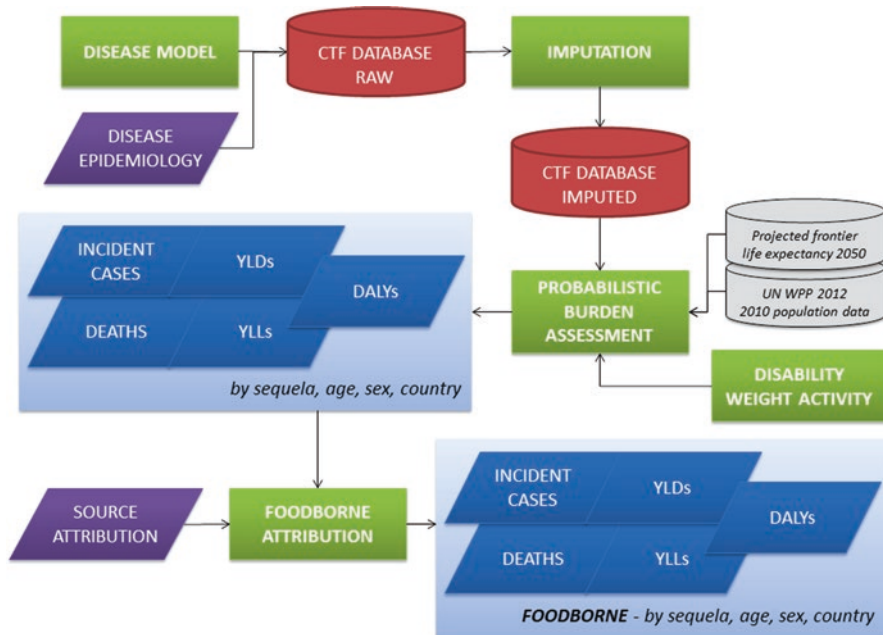 DISEASE MODEL
CTF DATABASE
RAW
IMPUTATION
DISEASE
EPIDEMIOLOGY
CTF DATABASE
IMPUTED
Projected frontier
life expectancy 2050
UN WPP 2012
2010 population data
INCIDENT
CASES
YLDs
DALYs
DEATHS
YLLs
by sequela, age, sex, country
PROBABILISTIC
BURDEN
ASSESSMENT
DISABILITY
WEIGHT ACTIVITY
SOURCE
ATTRIBUTION
FOODBORNE
ATTRIBUTION
INCIDENT
CASES
YLDs
DALYs
DEATHS
YLLs
FOODBORNE - by sequela, age, sex, country